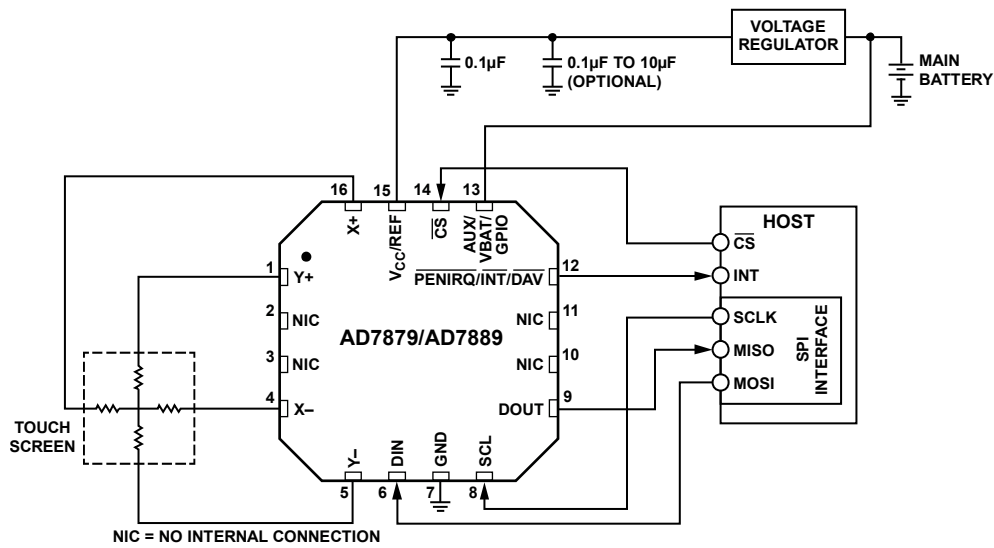 VOLTAGE
REGULATOR
0.1µF
0.1µF TO 10µF
(OPTIONAL)
MAIN
BATTERY
16
15
14
13
X+
VCC/REF
CS
AUX/
VBAT/
GPIO
HOST
CS
INT
SCLK
MISO
MOSI
SPI
INTERFACE
1
Y+
2
NIC
3
NIC
4
X–
AD7879/AD7889
PENIRQ/INT/DAV
12
NIC
11
NIC
10
DOUT
9
TOUCH
SCREEN
Y–
DIN
GND
SCL
5
6
7
8
NIC = NO INTERNAL CONNECTION